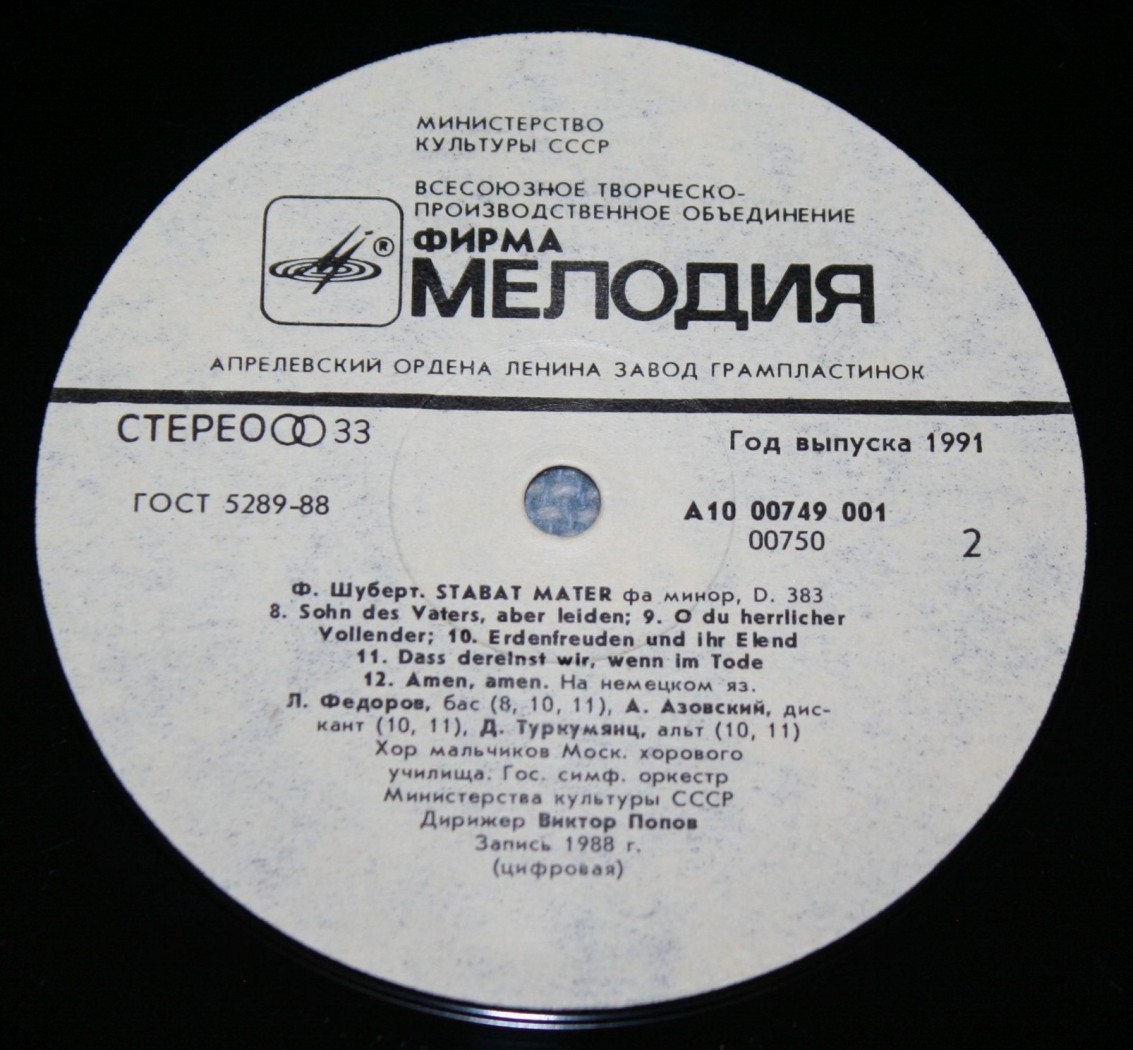 МИНИСТЕРСТВО
КУЛЬТУРЫ СССР
ВСЕСОЮЗНОЕ ТВОРЧЕСКО-
ПРОИЗВОДСТВЕННОЕ ОБЪЕДИНЕНИЕ
®
ФИРМА
МЕЛОДИЯ
АПРЕЛЕВСКИЙ ОРДЕНА ЛЕНИНА ЗАВОД ГРАМПЛАСТИНОК
СТЕРЕО 33
Год выпуска 1991
ГОСТ 5289-88
А10 00749 001
00750
2
Ф. Шуберт. STABAT MATER фа минор, D. 383
8. Sohn des Vaters, aber leiden; 9. O du herrlicher
Vollender; 10. Erdenfreuden und ihr Elend
11. Dass dereinst wir, wenn im Tode
12. Amen, amen. На немецком яз.
Л. Федоров, бас (8, 10, 11), А. Азовский, дис-
кант (10, 11), Д. Туркумянц, альт (10, 11)
Хор мальчиков Моск. хорового
училища. Гос. симф. оркестр
Министерства культуры СССР
Дирижер Виктор Попов
Запись 1988 г.
(цифровая)